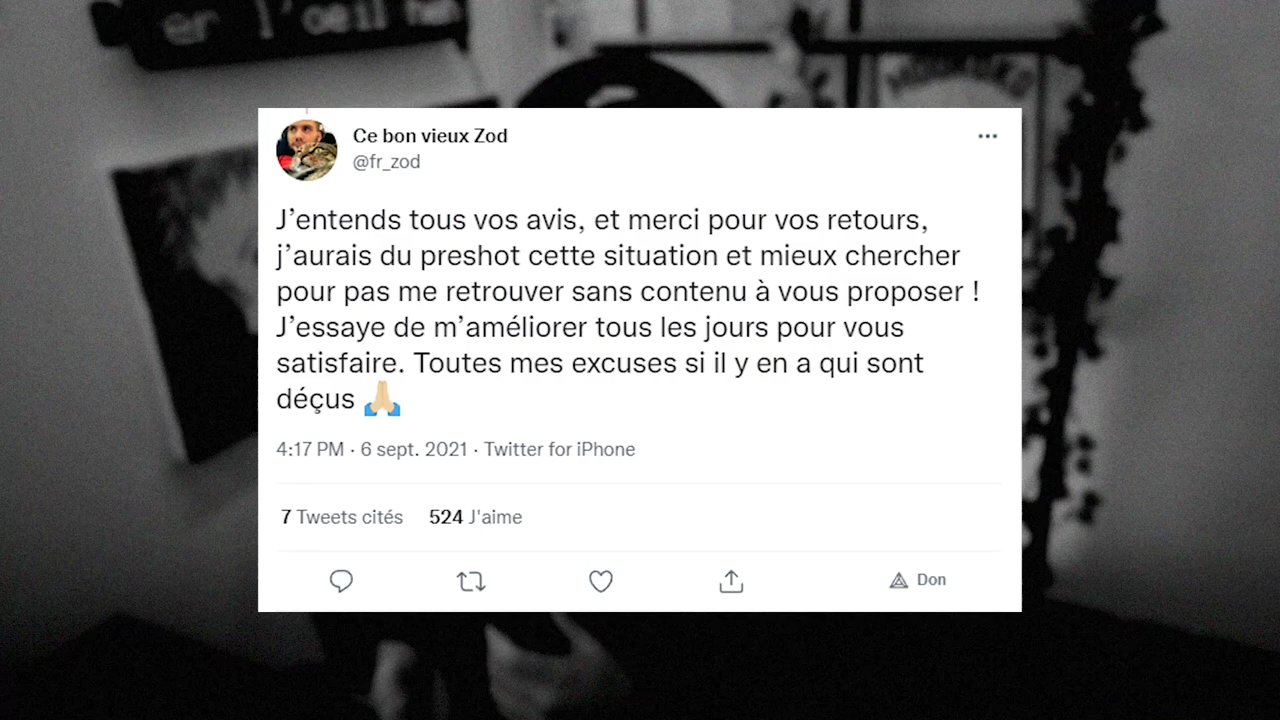 er l'oeil
Ce bon vieux Zod
@fr_zod
J’entends tous vos avis, et merci pour vos retours,
j’aurais du preshot cette situation et mieux chercher
pour pas me retrouver sans contenu à vous proposer !
J’essaye de m’améliorer tous les jours pour vous
satisfaire. Toutes mes excuses si il y en a qui sont
déçus 🙏🏼
4:17 PM · 6 sept. 2021 · Twitter for iPhone
7 Tweets cités 524 J'aime
Don